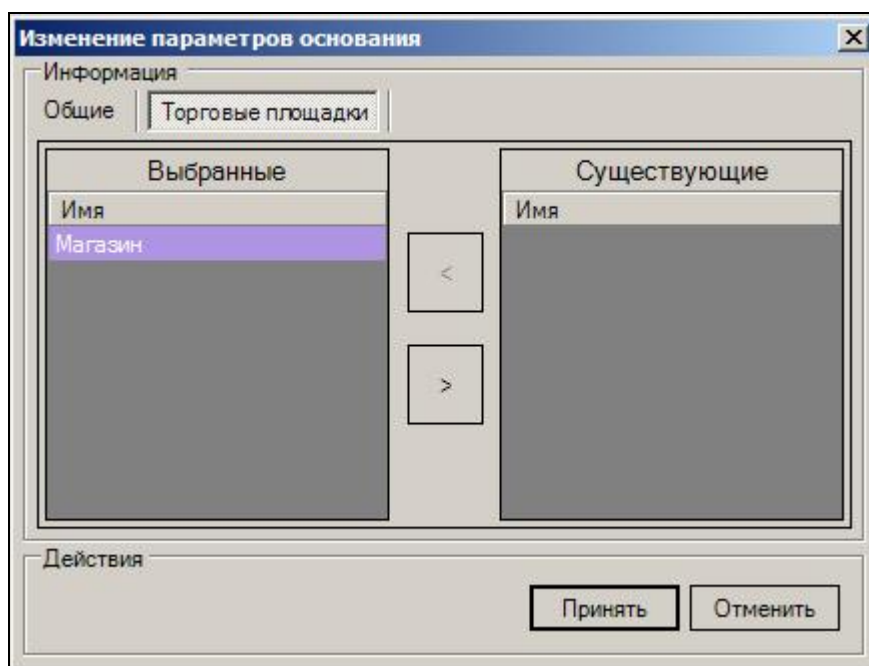 Изменение параметров основания
Информация
Общие
Торговые площадки
Выбранные
Существующие
Имя
Имя
Магазин
<
>
Действия
Принять
Отменить